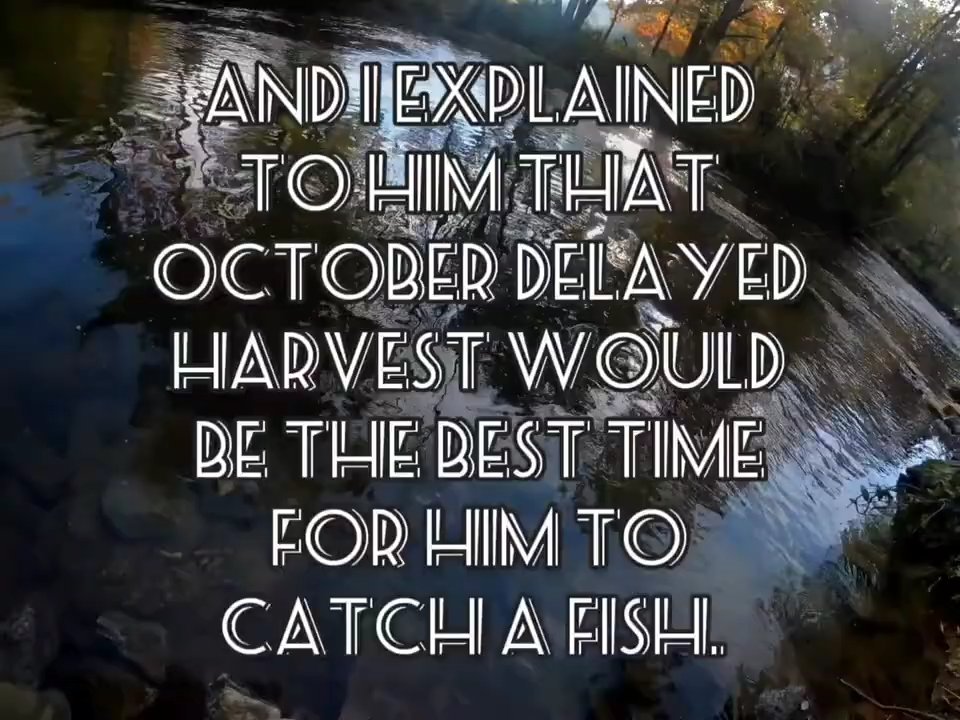 AND I EXPLAINED
TO HIM THAT
OCTOBER DELAYED
HARVEST WOULD
BE THE BEST TIME
FOR HIM TO
CATCH A FISH.